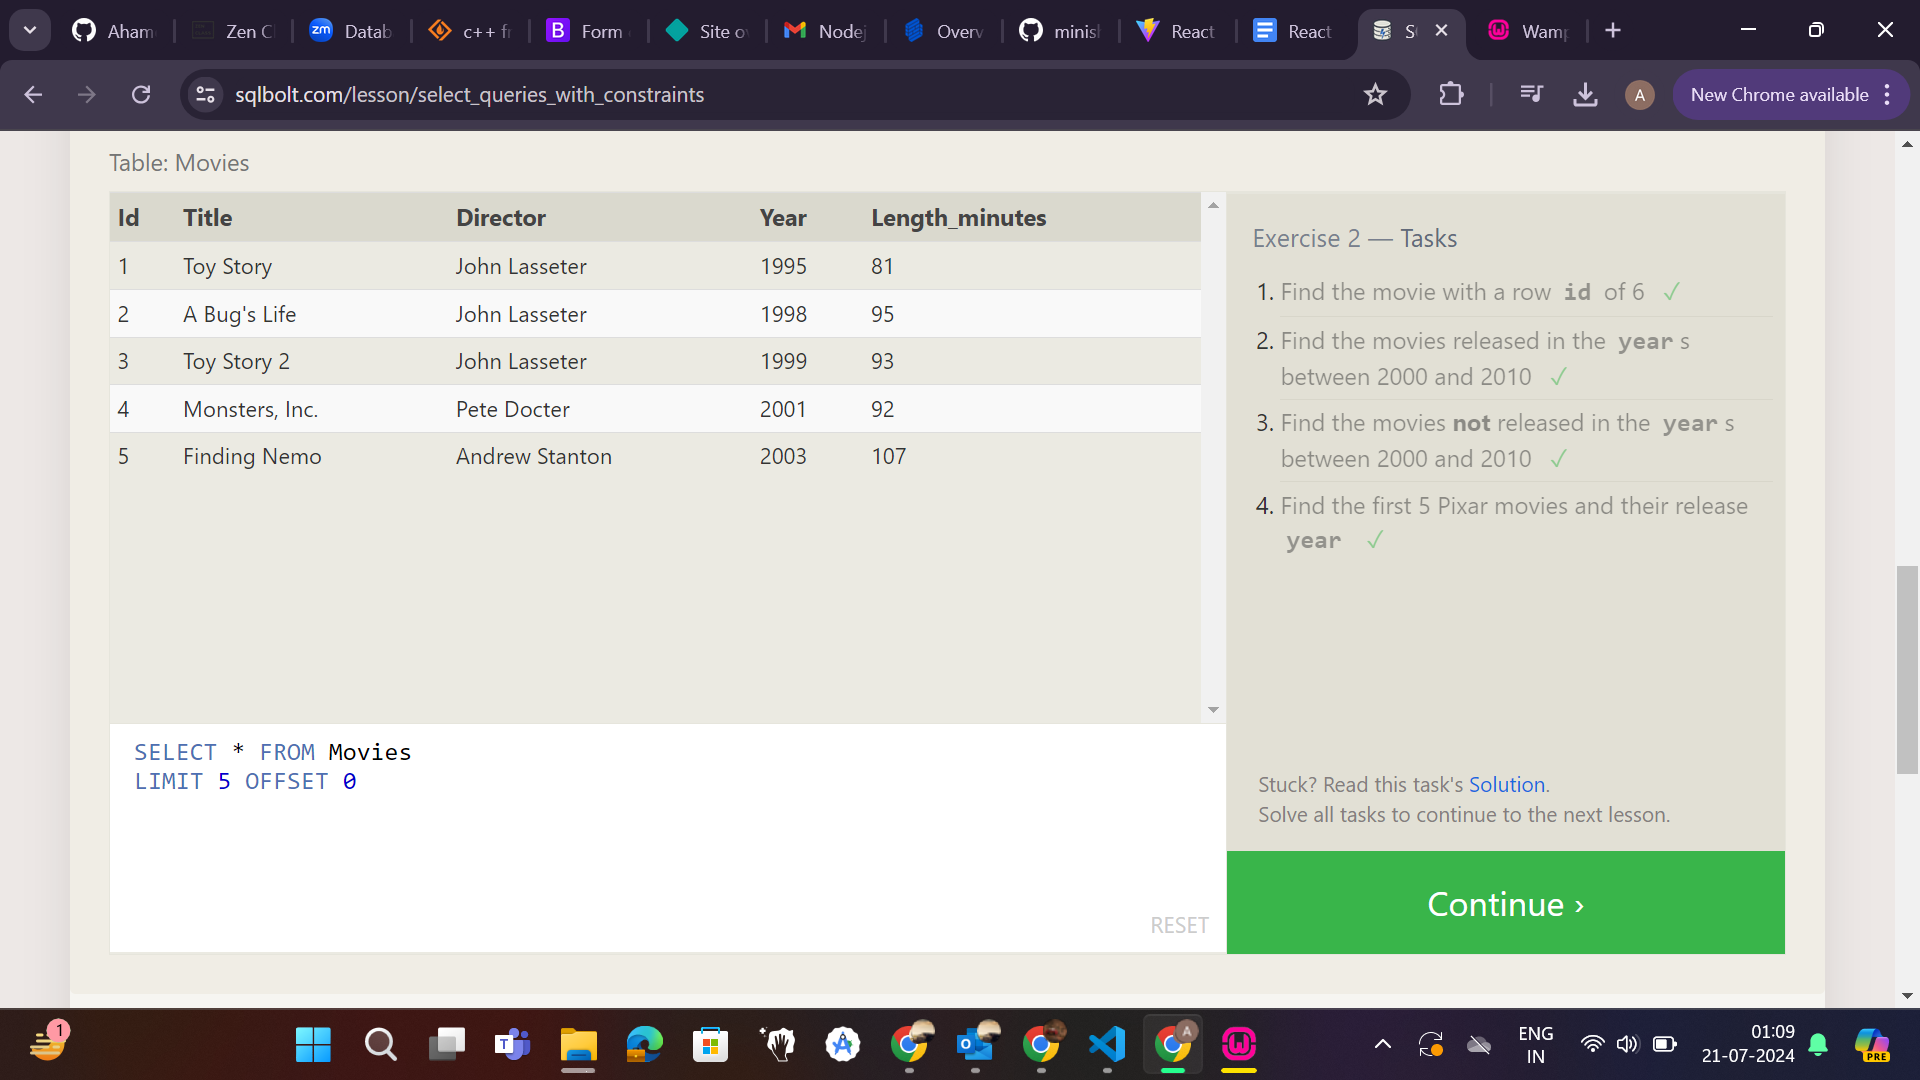 Aham
Zen C
zm Datab
c++ f
B Form
Site o
Node
Overv
minis
React
React
S
Wam
sqlbolt.com/lesson/select_queries_with_constraints
A
New Chrome available
Table: Movies
Id Title Director Year Length_minutes
1 Toy Story John Lasseter 1995 81
2 A Bug's Life John Lasseter 1998 95
3 Toy Story 2 John Lasseter 1999 93
4 Monsters, Inc. Pete Docter 2001 92
5 Finding Nemo Andrew Stanton 2003 107
SELECT * FROM Movies
LIMIT 5 OFFSET 0
RESET
Exercise 2 — Tasks
1. Find the movie with a row id of 6 ✓
2. Find the movies released in the year s
between 2000 and 2010 ✓
3. Find the movies not released in the year s
between 2000 and 2010 ✓
4. Find the first 5 Pixar movies and their release
year ✓
Stuck? Read this task's Solution.
Solve all tasks to continue to the next lesson.
Continue ›
1
A
ENG
IN
01:09
21-07-2024
PRE